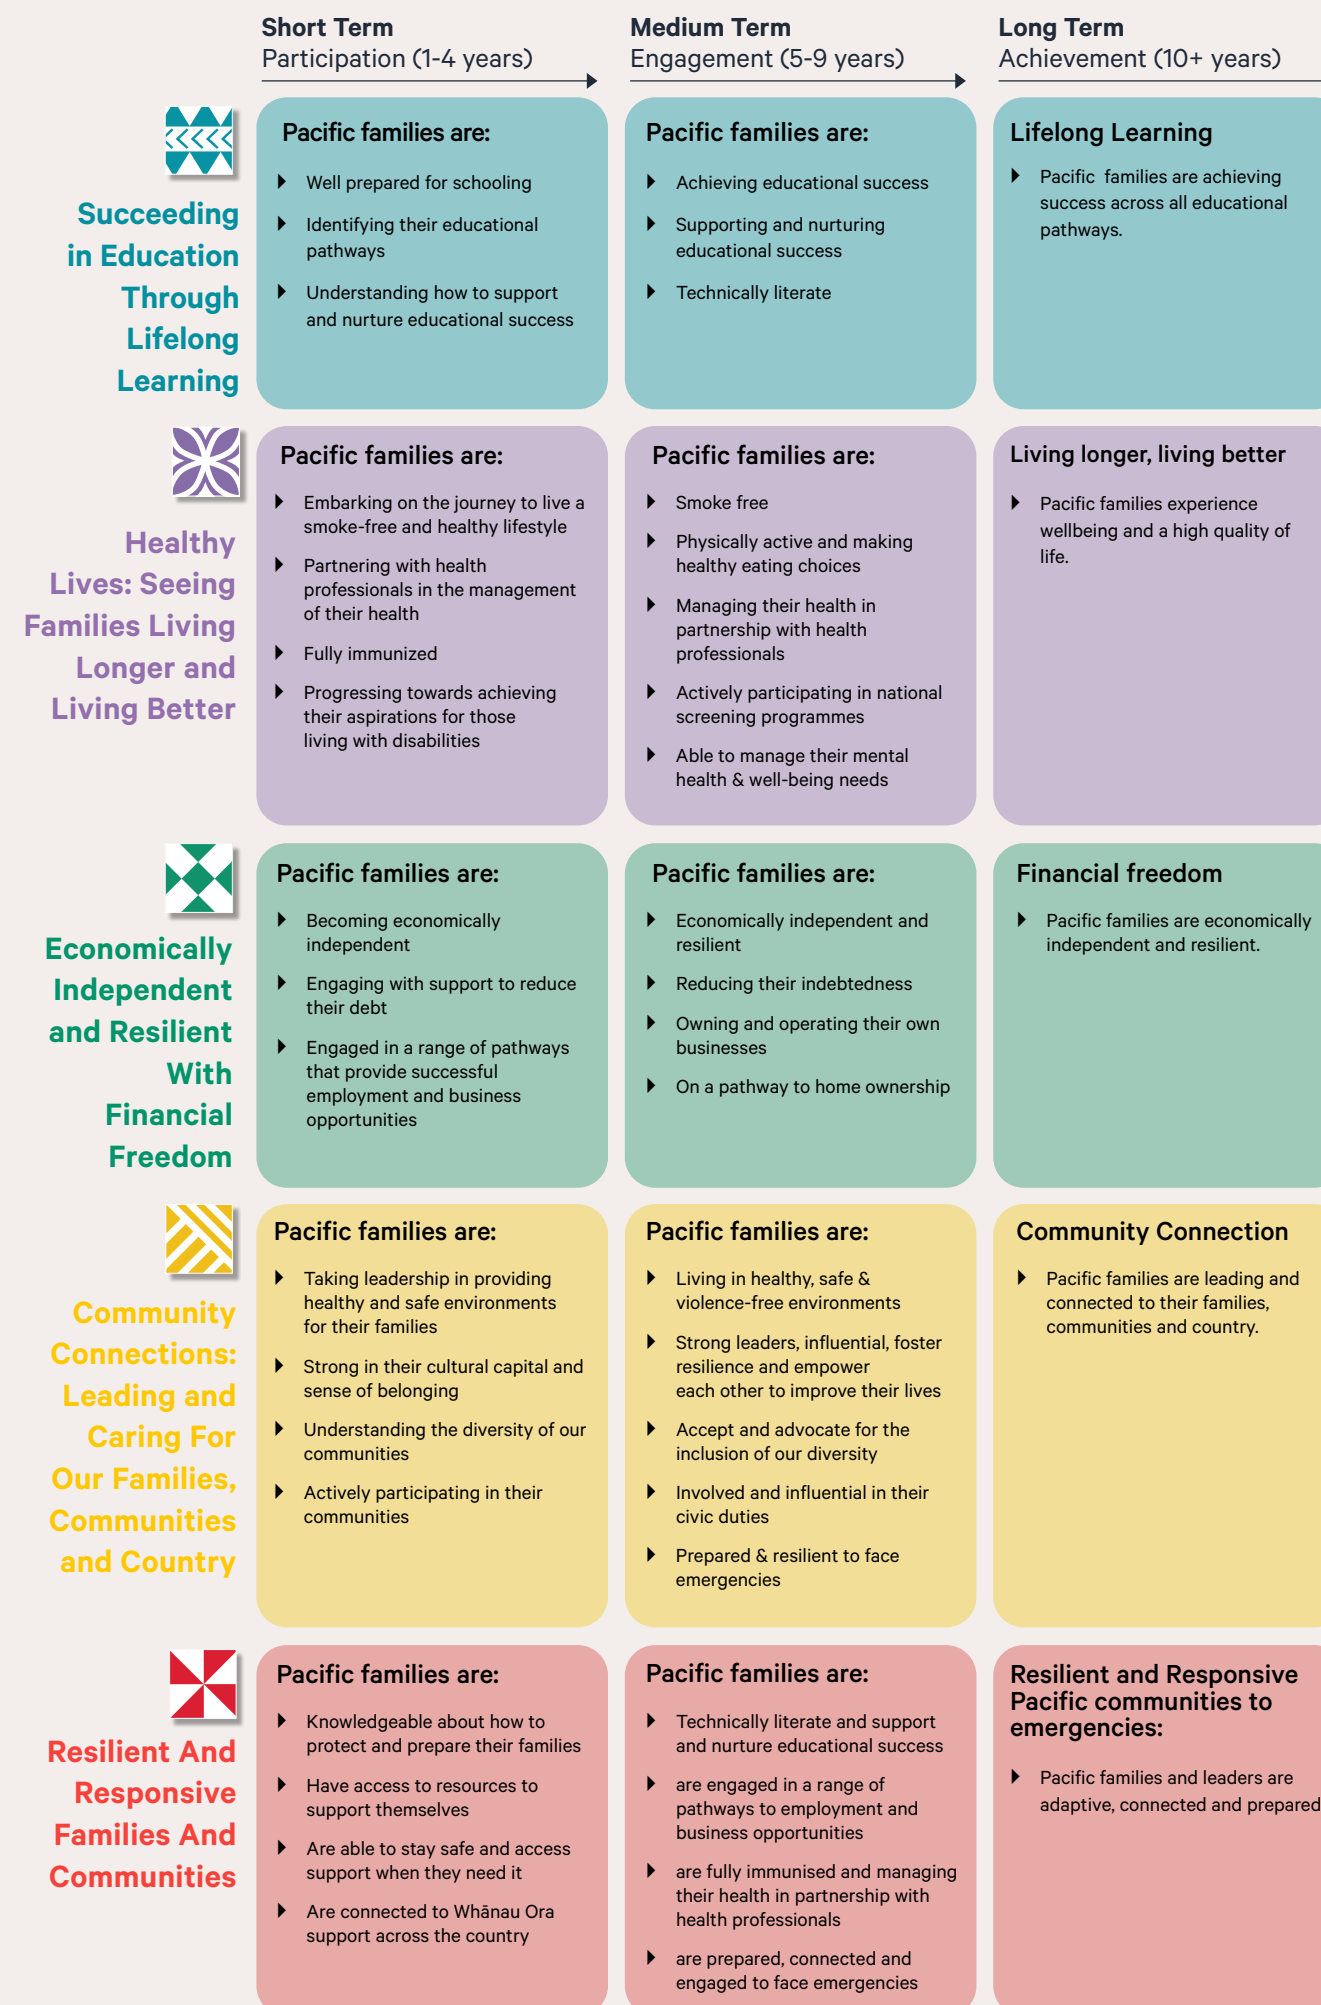 Short Term
Participation (1-4 years)
Medium Term
Engagement (5-9 years)
Long Term
Achievement (10+ years)
Succeeding
in Education
Through
Lifelong
Learning
Pacific families are:
Well prepared for schooling
Identifying their educational
pathways
Understanding how to support
and nurture educational success
Pacific families are:
Achieving educational success
Supporting and nurturing
educational success
Technically literate
Lifelong Learning
Pacific families are achieving
success across all educational
pathways.
Healthy
Lives: Seeing
Families Living
Longer and
Living Better
Pacific families are:
Embarking on the journey to live a
smoke-free and healthy lifestyle
Partnering with health
professionals in the management
of their health
Fully immunized
Progressing towards achieving
their aspirations for those
living with disabilities
Pacific families are:
Smoke free
Physically active and making
healthy eating choices
Managing their health in
partnership with health
professionals
Actively participating in national
screening programmes
Able to manage their mental
health & well-being needs
Living longer, living better
Pacific families experience
wellbeing and a high quality of
life.
Economically
Independent
and Resilient
With
Financial
Freedom
Pacific families are:
Becoming economically
independent
Engaging with support to reduce
their debt
Engaged in a range of pathways
that provide successful
employment and business
opportunities
Pacific families are:
Economically independent and
resilient
Reducing their indebtedness
Owning and operating their own
businesses
On a pathway to home ownership
Financial freedom
Pacific families are economically
independent and resilient.
Community
Connections:
Leading and
Caring For
Our Families,
Communities
and Country
Pacific families are:
Taking leadership in providing
healthy and safe environments
for their families
Strong in their cultural capital and
sense of belonging
Understanding the diversity of our
communities
Actively participating in their
communities
Pacific families are:
Living in healthy, safe &
violence-free environments
Strong leaders, influential, foster
resilience and empower
each other to improve their lives
Accept and advocate for the
inclusion of our diversity
Involved and influential in their
civic duties
Prepared & resilient to face
emergencies
Community Connection
Pacific families are leading and
connected to their families,
communities and country.
Resilient And
Responsive
Families And
Communities
Pacific families are:
Knowledgeable about how to
protect and prepare their families
Have access to resources to
support themselves
Are able to stay safe and access
support when they need it
Are connected to Whānau Ora
support across the country
Pacific families are:
Technically literate and support
and nurture educational success
are engaged in a range of
pathways to employment and
business opportunities
are fully immunised and managing
their health in partnership with
health professionals
are prepared, connected and
engaged to face emergencies
Resilient and Responsive
Pacific communities to
emergencies:
Pacific families and leaders are
adaptive, connected and prepared